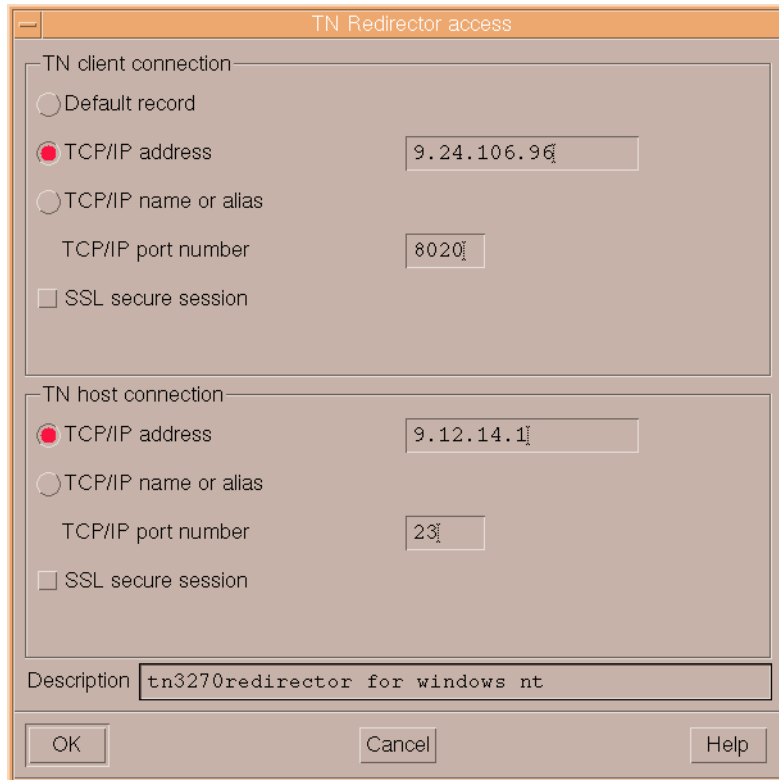 TN Redirector access
TN client connection
Default record
TCP/IP address 9.24.106.96
TCP/IP name or alias
TCP/IP port number 8020
SSL secure session
TN host connection
TCP/IP address 9.12.14.1
TCP/IP name or alias
TCP/IP port number 23
SSL secure session
Description tn3270redirector for windows nt
OK Cancel Help